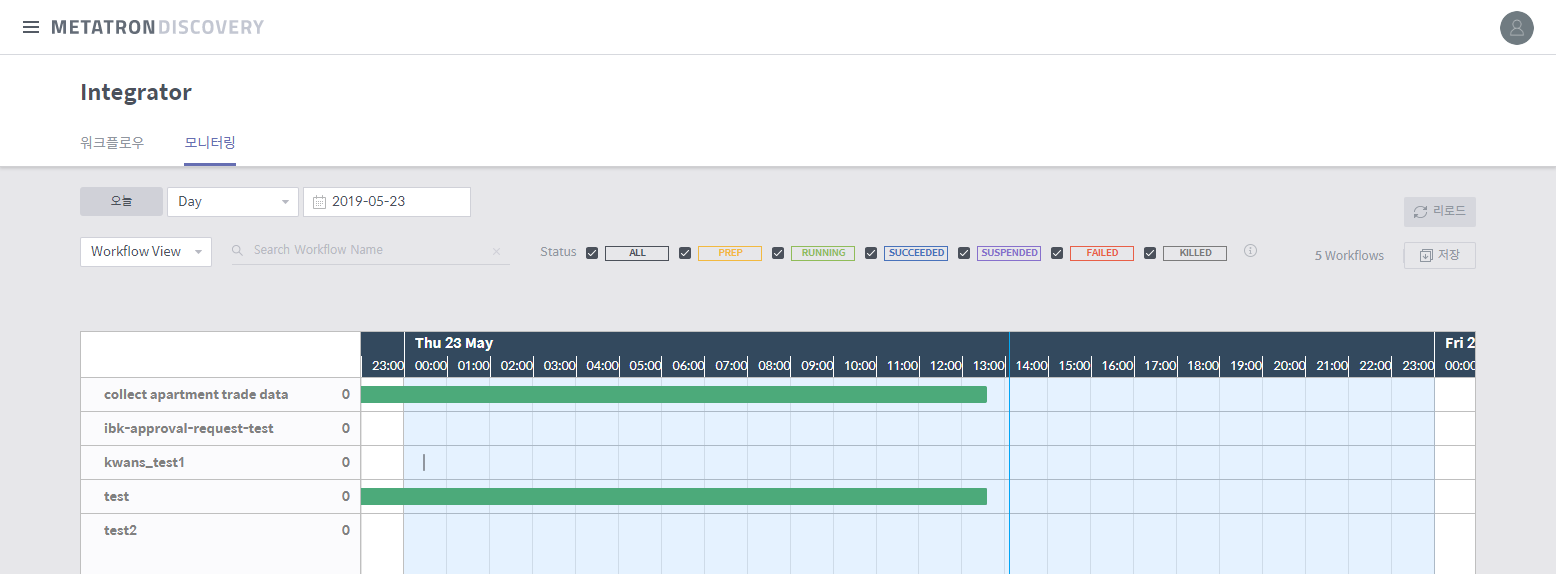 METATRONDISCOVERY
Integrator
워크플로우 모니터링
오늘 Day 2019-05-23
리로드
Workflow View Search Workflow Name × Status ALL PREP RUNNING SUCCEEDED SUSPENDED FAILED KILLED 5 Workflows 저장
Thu 23 May Fri 2
23:00 00:00 01:00 02:00 03:00 04:00 05:00 06:00 07:00 08:00 09:00 10:00 11:00 12:00 13:00 14:00 15:00 16:00 17:00 18:00 19:00 20:00 21:00 22:00 23:00 00:00
collect apartment trade data 0
ibk-approval-request-test 0
kwans_test1 0
test 0
test2 0